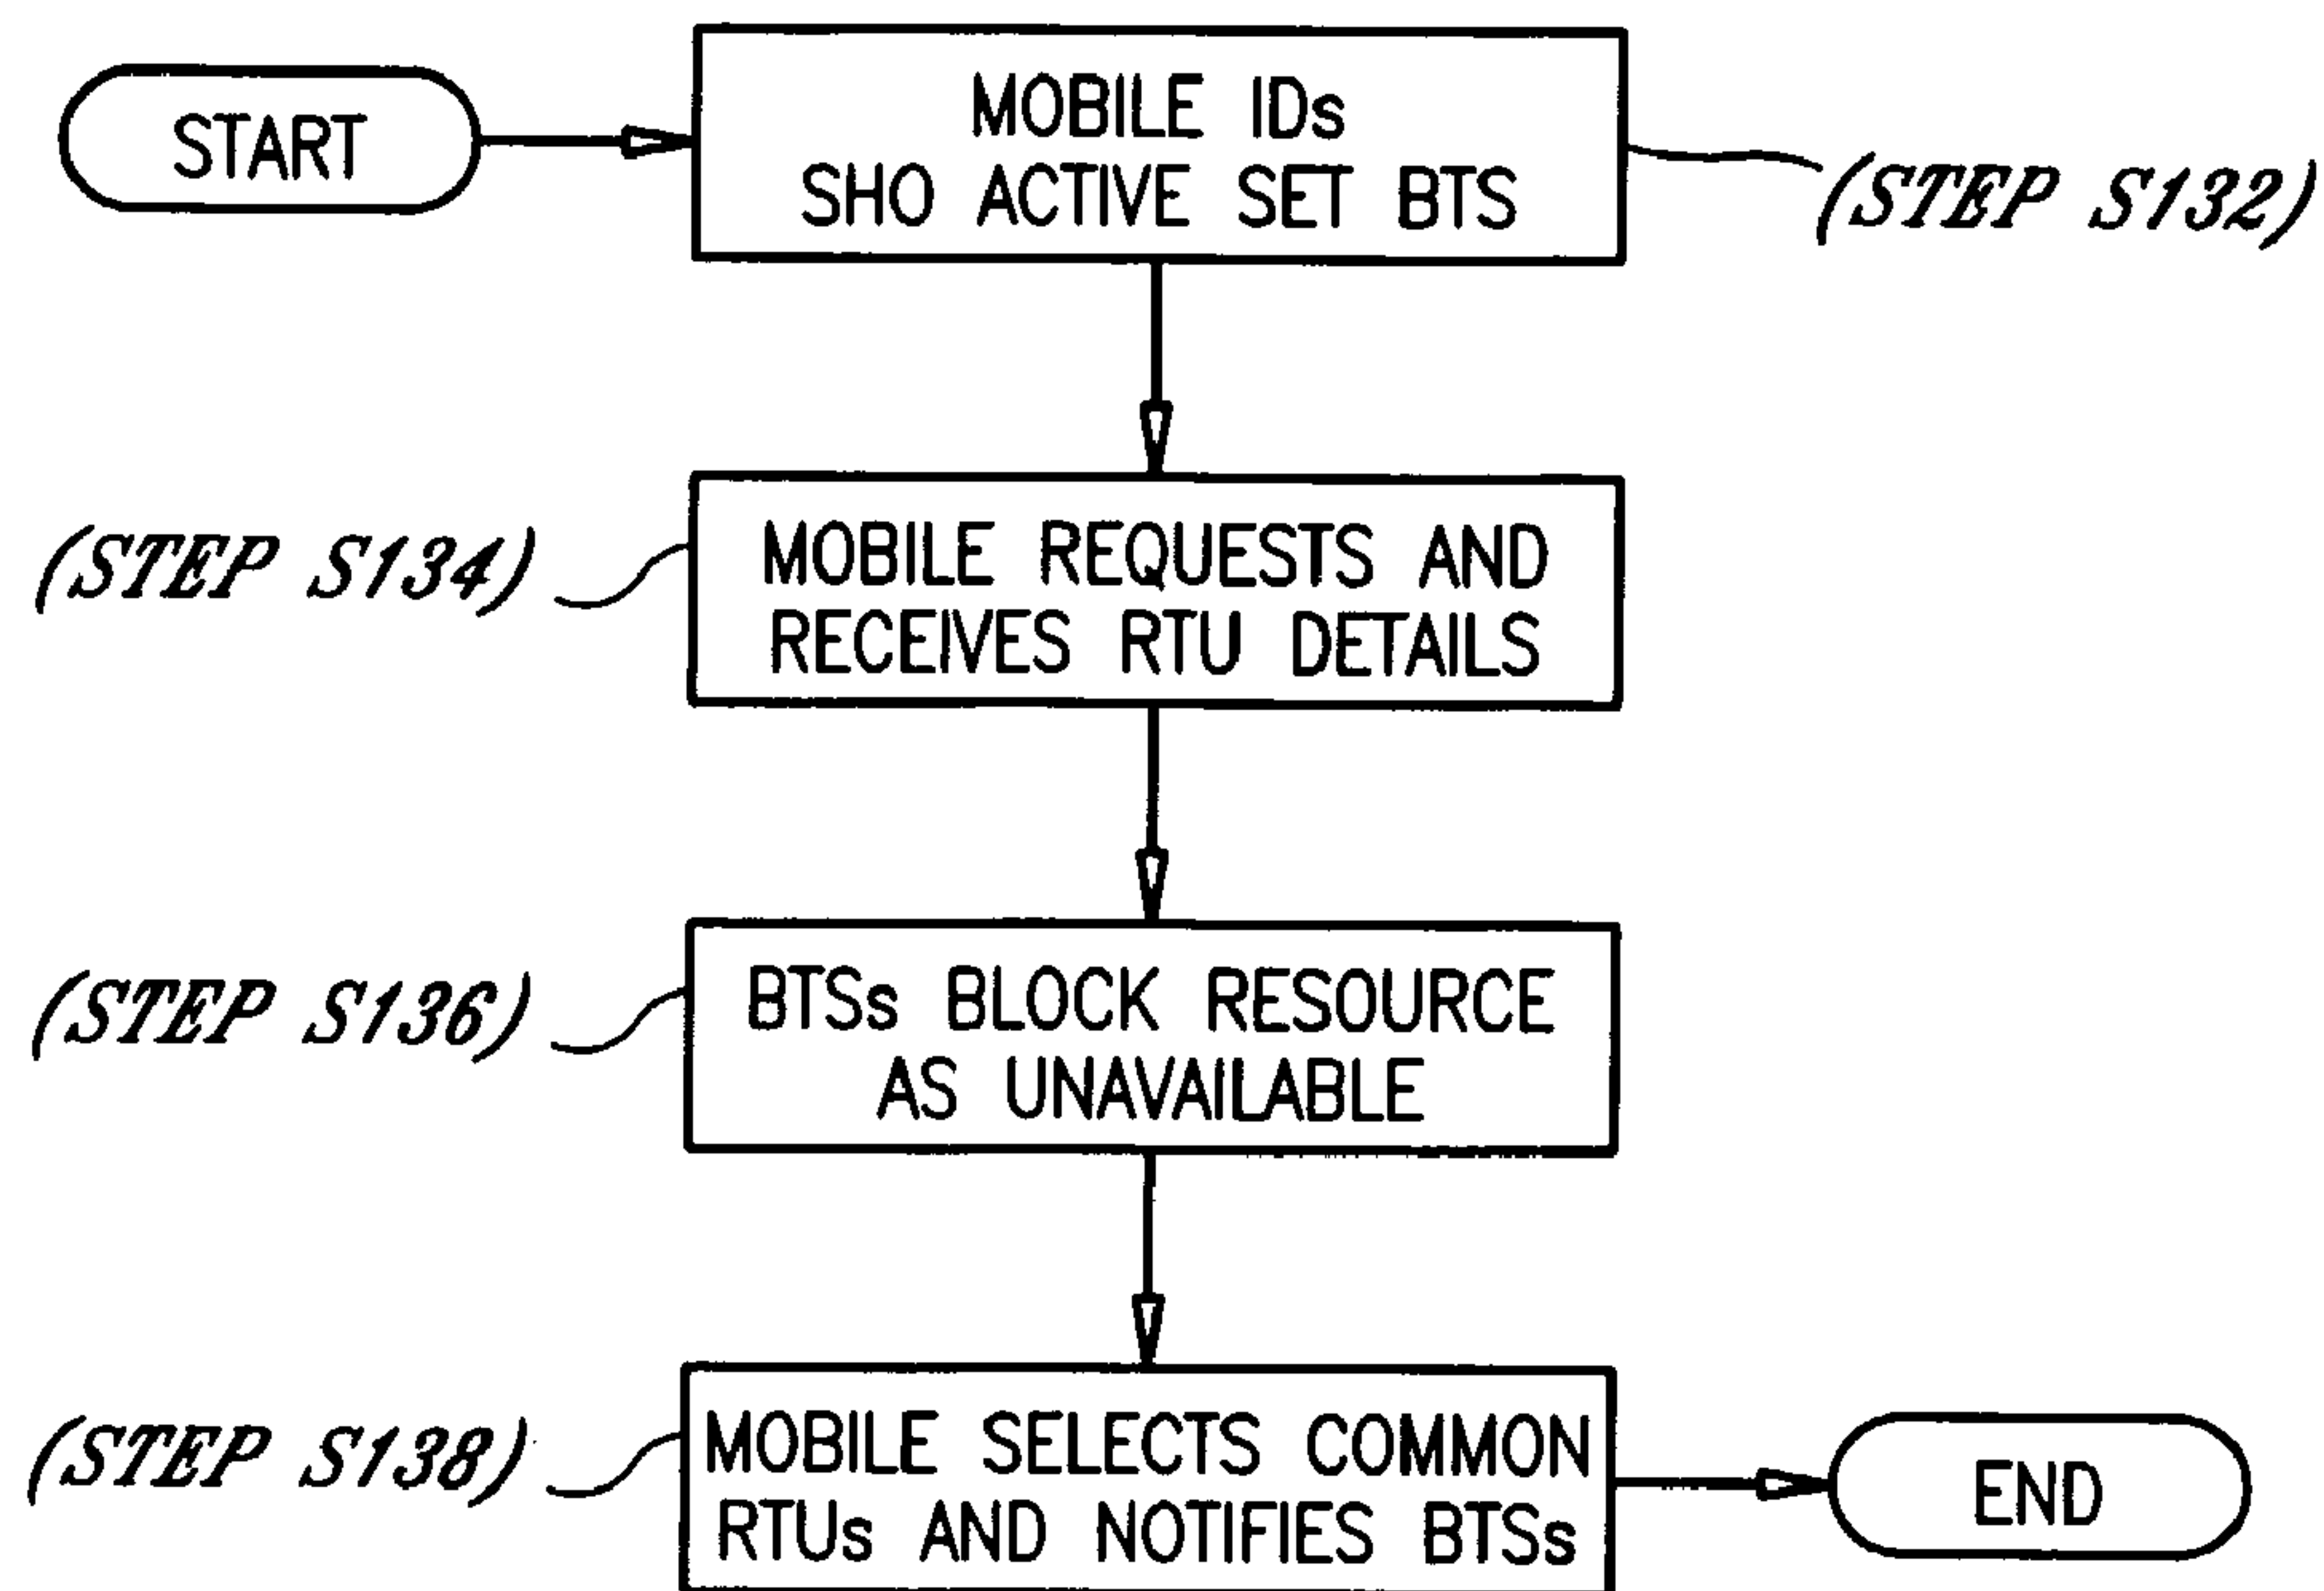 START
MOBILE IDs
SHO ACTIVE SET BTS
(STEP S132)
(STEP S134)
MOBILE REQUESTS AND
RECEIVES RTU DETAILS
(STEP S136)
BTSs BLOCK RESOURCE
AS UNAVAILABLE
(STEP S138)
MOBILE SELECTS COMMON
RTUs AND NOTIFIES BTSs
END